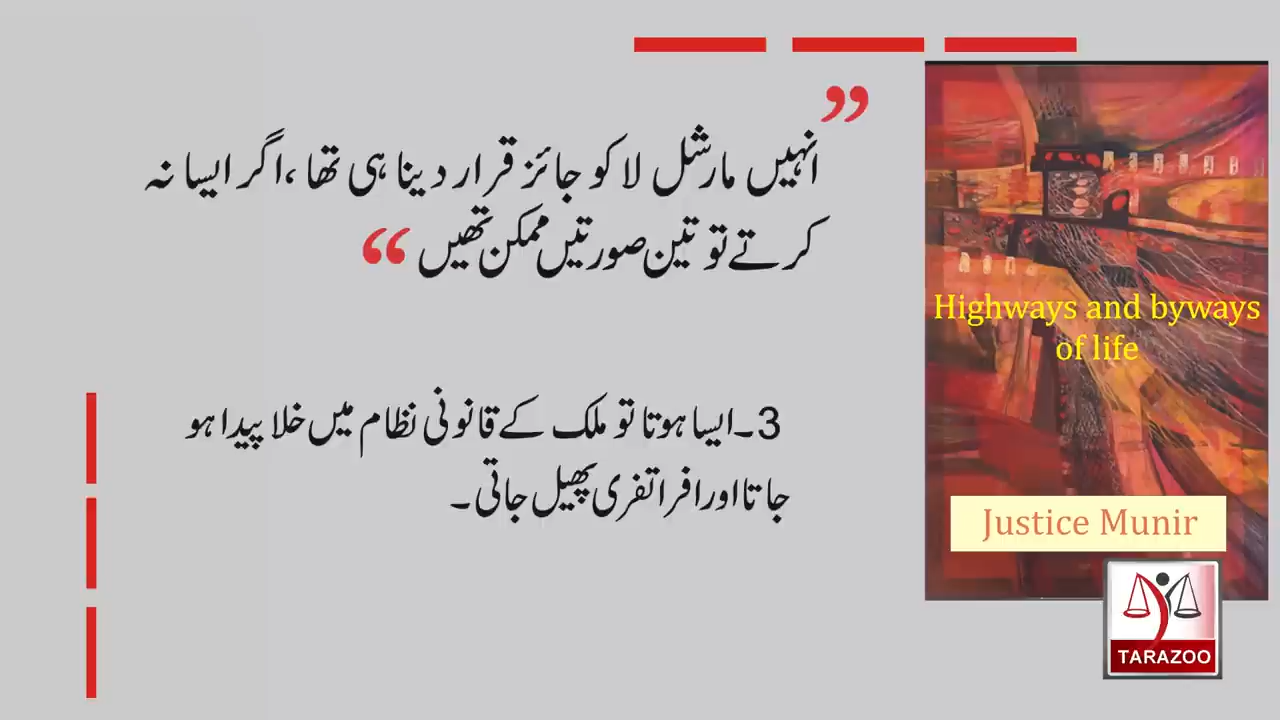 ”
انہیں مارشل لا کو جائز قرار دینا ہی تھا ،اگر ایسا نہ
کرتے تو تین صورتیں ممکن تھیں “
3۔ایسا ہوتا تو ملک کے قانونی نظام میں خلا پیدا ہو
جاتا اور افراتفری پھیل جاتی۔
Highways and byways
of life
Justice Munir
TARAZOO